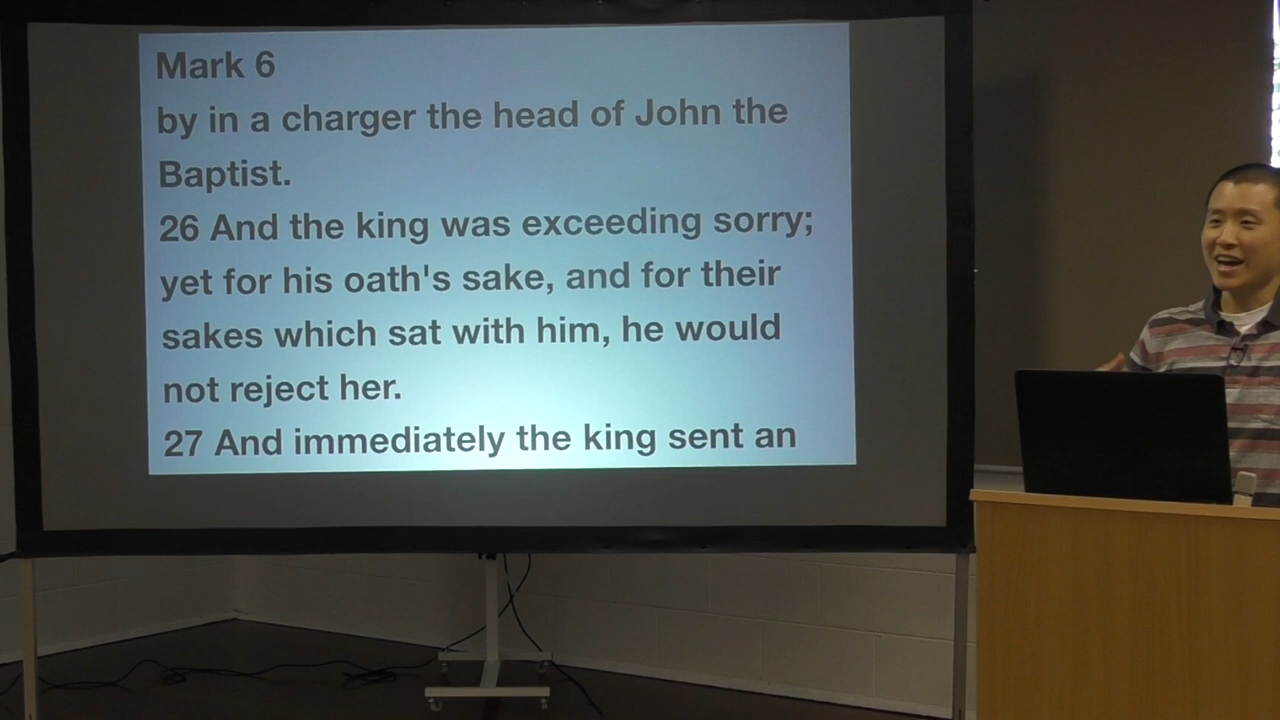 Mark 6
by in a charger the head of John the
Baptist.
26 And the king was exceeding sorry;
yet for his oath's sake, and for their
sakes which sat with him, he would
not reject her.
27 And immediately the king sent an